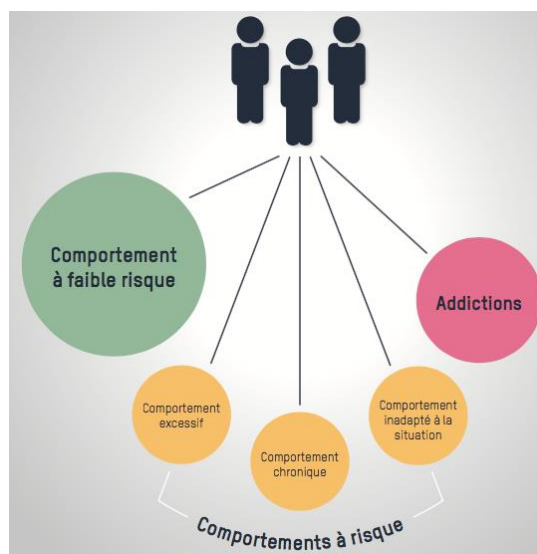 Comportement
à faible risque
Addictions
Comportement
excessif
Comportement
chronique
Comportement
inadapté à la
situation
Comportements à risque